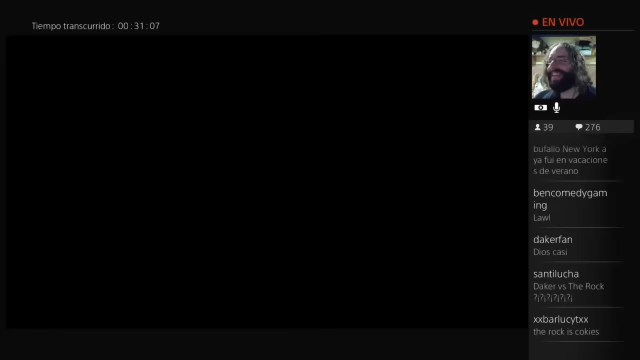 Tiempo transcurrido: 00:31:07
EN VIVO
39 276
bufallo New York a
ya fui en vacacione
s de verano
bencomedygam
ing
Lawl
dakerfan
Dios casi
santilucha
Daker vs The Rock
?¡?¡?¡?¡?¡?¡
xxbarlucytxx
the rock is cokies